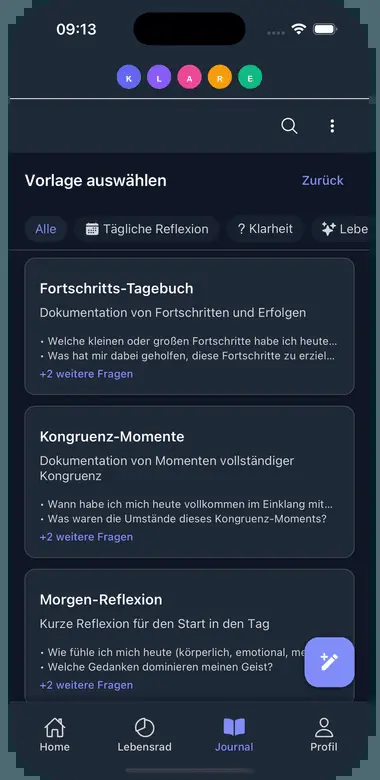 09:13
K L A R E
Vorlage auswählen
Zurück
Alle
Tägliche Reflexion
? Klarheit
Lebe
Fortschritts-Tagebuch
Dokumentation von Fortschritten und Erfolgen
• Welche kleinen oder großen Fortschritte habe ich heute...
• Was hat mir dabei geholfen, diese Fortschritte zu erziel...
+2 weitere Fragen
Kongruenz-Momente
Dokumentation von Momenten vollständiger
Kongruenz
• Wann habe ich mich heute vollkommen im Einklang mit...
• Was waren die Umstände dieses Kongruenz-Moments?
+2 weitere Fragen
Morgen-Reflexion
Kurze Reflexion für den Start in den Tag
• Wie fühle ich mich heute (körperlich, emotional, me
• Welche Gedanken dominieren meinen Geist?
+2 weitere Fragen
Home
Lebensrad
Journal
Profil